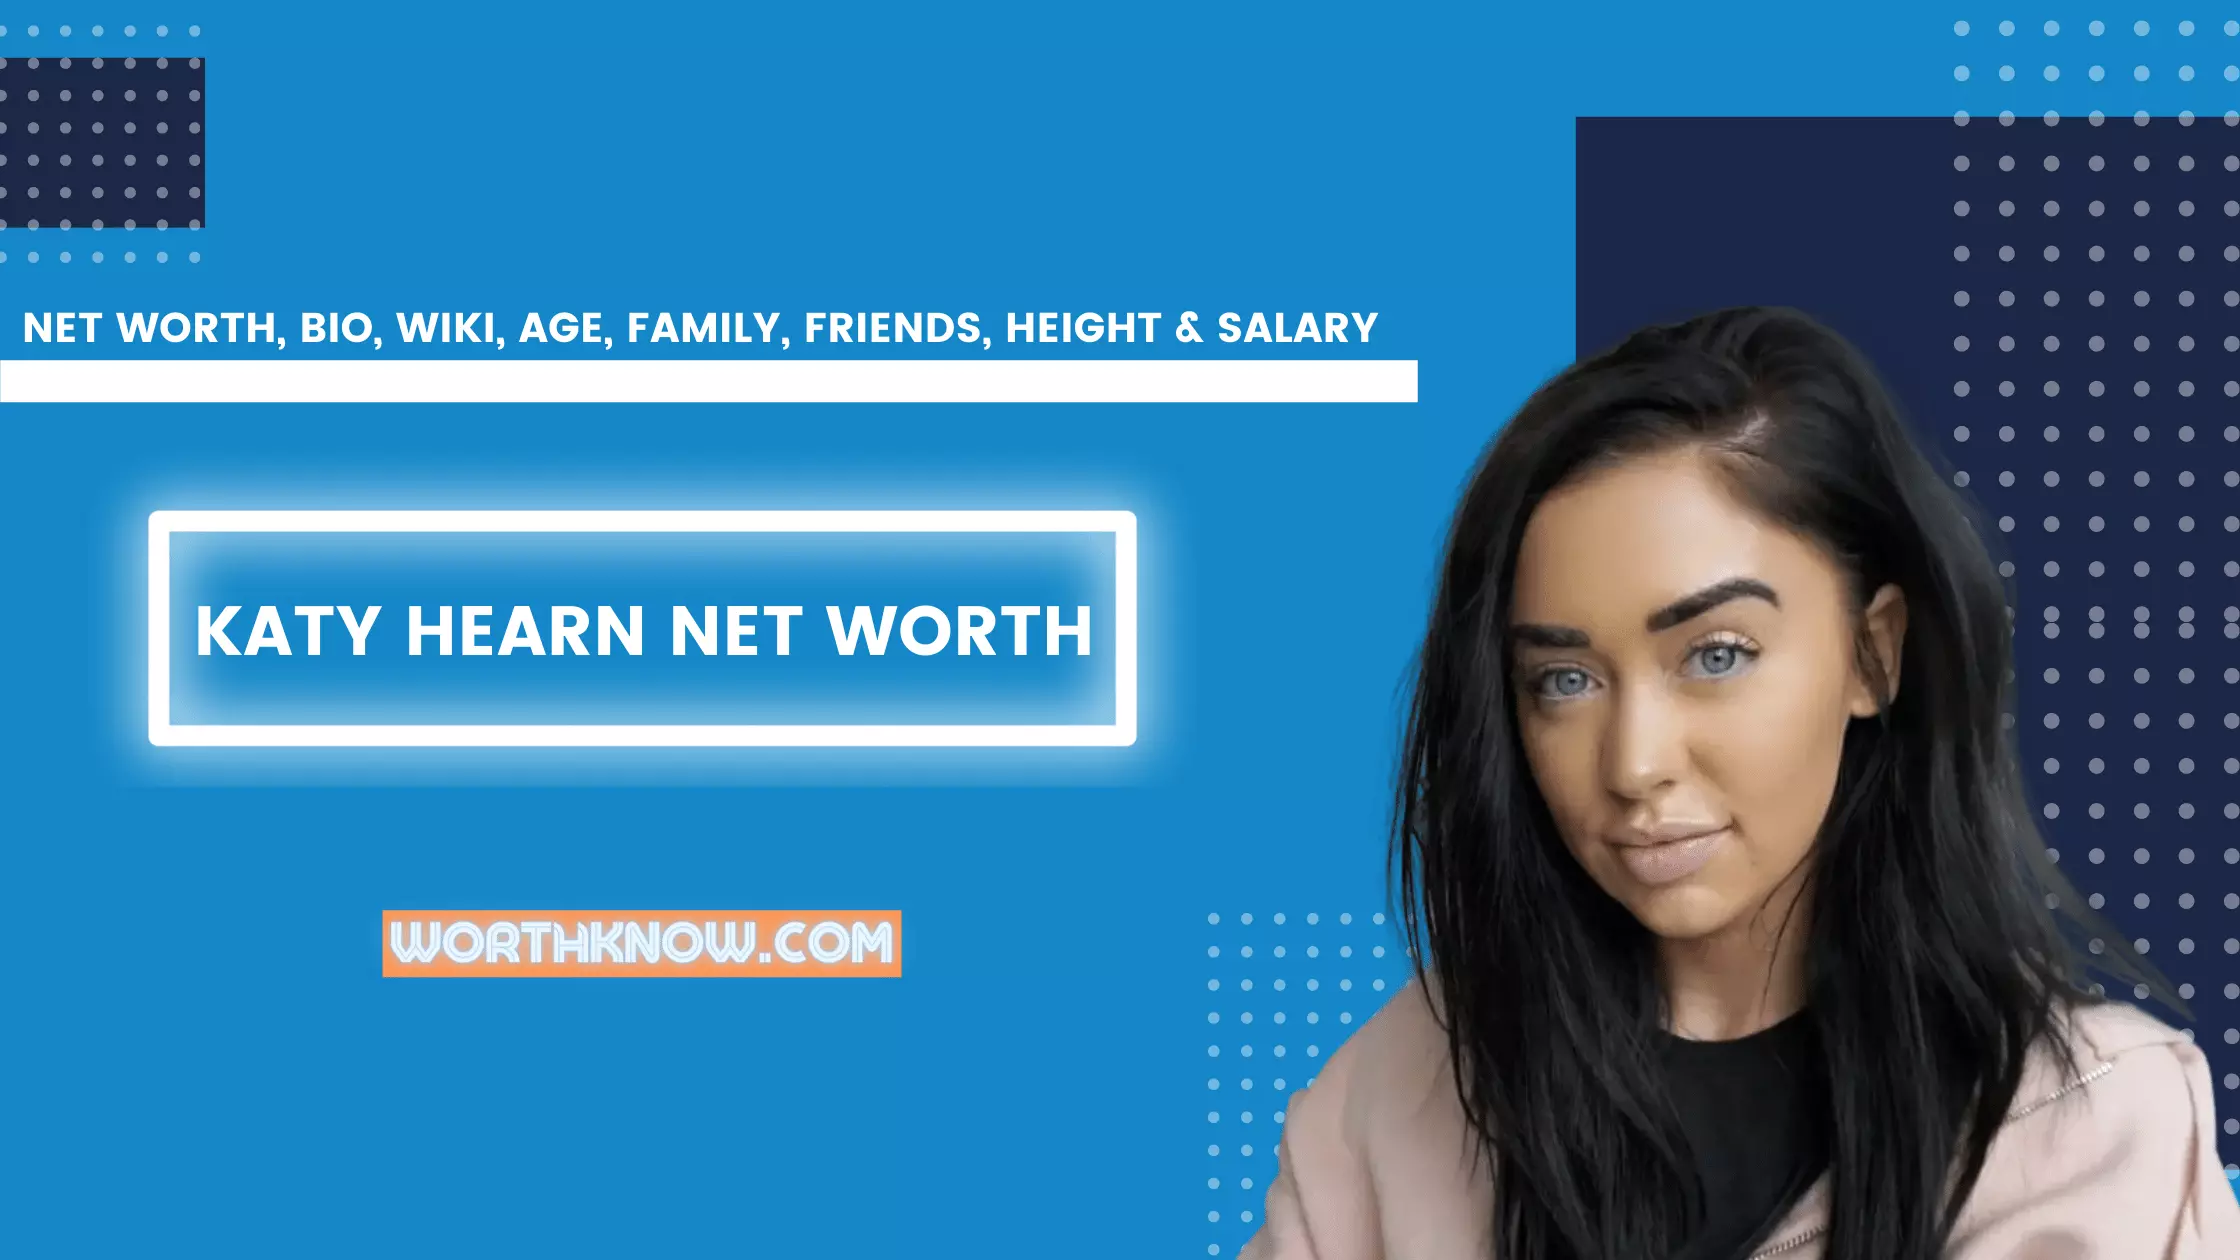 NET WORTH, BIO, WIKI, AGE, FAMILY, FRIENDS, HEIGHT & SALARY
KATY HEARN NET WORTH
WORTHKNOW.COM